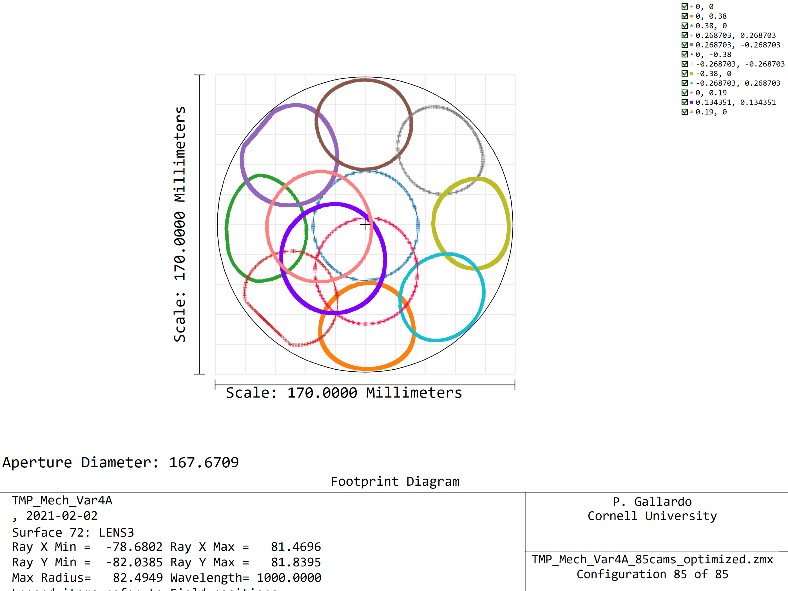 0, 0
0, 0.38
0.38, 0
0.268703, 0.268703
0.268703, -0.268703
0, -0.38
-0.268703, -0.268703
-0.38, 0
-0.268703, 0.268703
0, 0.19
0.134351, 0.134351
0.19, 0
Scale: 170.0000 Millimeters
Scale: 170.0000 Millimeters
Aperture Diameter: 167.6709
Footprint Diagram
TMP_Mech_Var4A
, 2021-02-02
Surface 72: LENS3
Ray X Min = -78.6802 Ray X Max = 81.4696
Ray Y Min = -82.0385 Ray Y Max = 81.8395
Max Radius= 82.4949 Wavelength= 1000.0000
P. Gallardo
Cornell University
TMP_Mech_Var4A_85cams_optimized.zmx
Configuration 85 of 85